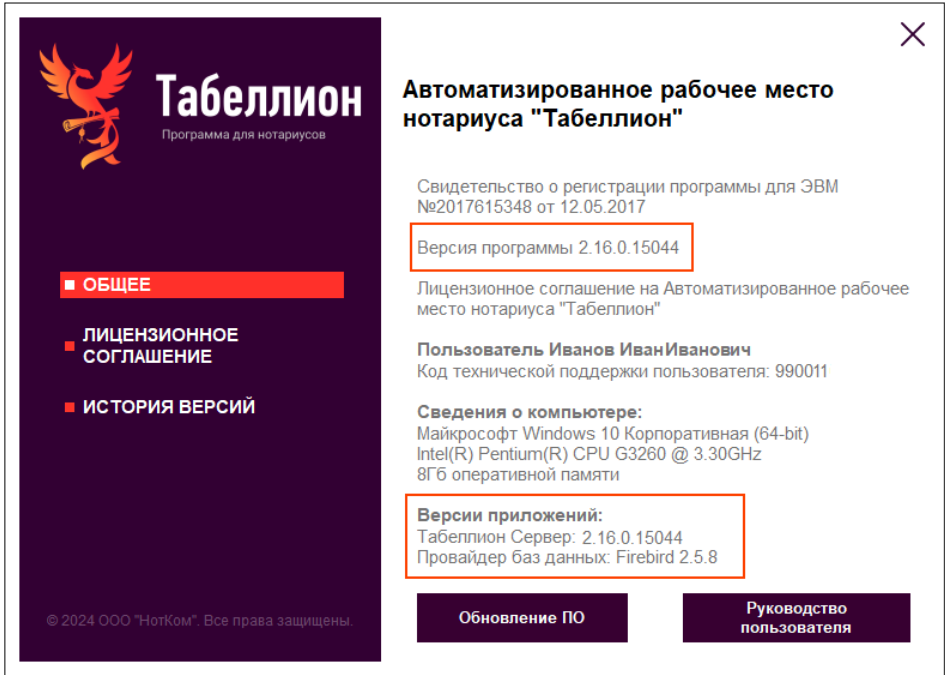 Табеллион
Программа для нотариусов
ОБЩЕЕ
ЛИЦЕНЗИОННОЕ
СОГЛАШЕНИЕ
ИСТОРИЯ ВЕРСИЙ
© 2024 ООО "НотКом". Все права защищены.
Автоматизированное рабочее место
нотариуса "Табеллион"
Свидетельство о регистрации программы для ЭВМ
№2017615348 от 12.05.2017
Версия программы 2.16.0.15044
Лицензионное соглашение на Автоматизированное рабочее
место нотариуса "Табеллион"
Пользователь Иванов ИванИванович
Код технической поддержки пользователя: 990011
Сведения о компьютере:
Майкрософт Windows 10 Корпоративная (64-bit)
Intel(R) Pentium(R) CPU G3260 @ 3.30GHz
8Гб оперативной памяти
Версии приложений:
Табеллион Сервер: 2.16.0.15044
Провайдер баз данных: Firebird 2.5.8
Обновление ПО
Руководство
пользователя